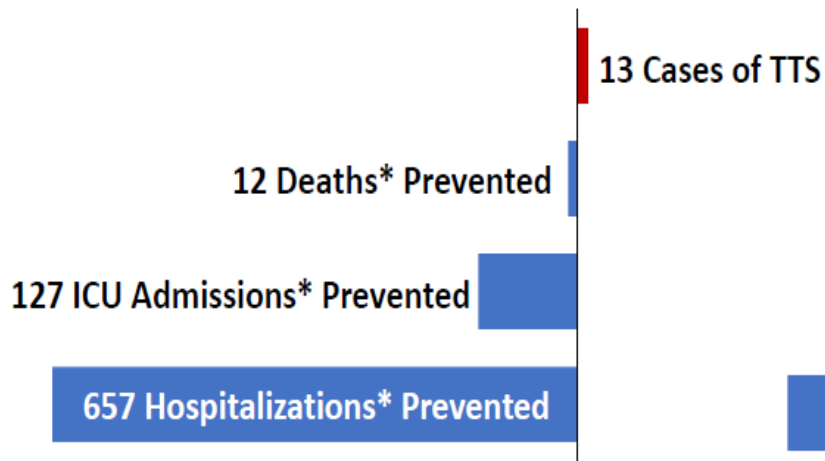 13 Cases of TTS
12 Deaths* Prevented
127 ICU Admissions* Prevented
657 Hospitalizations* Prevented